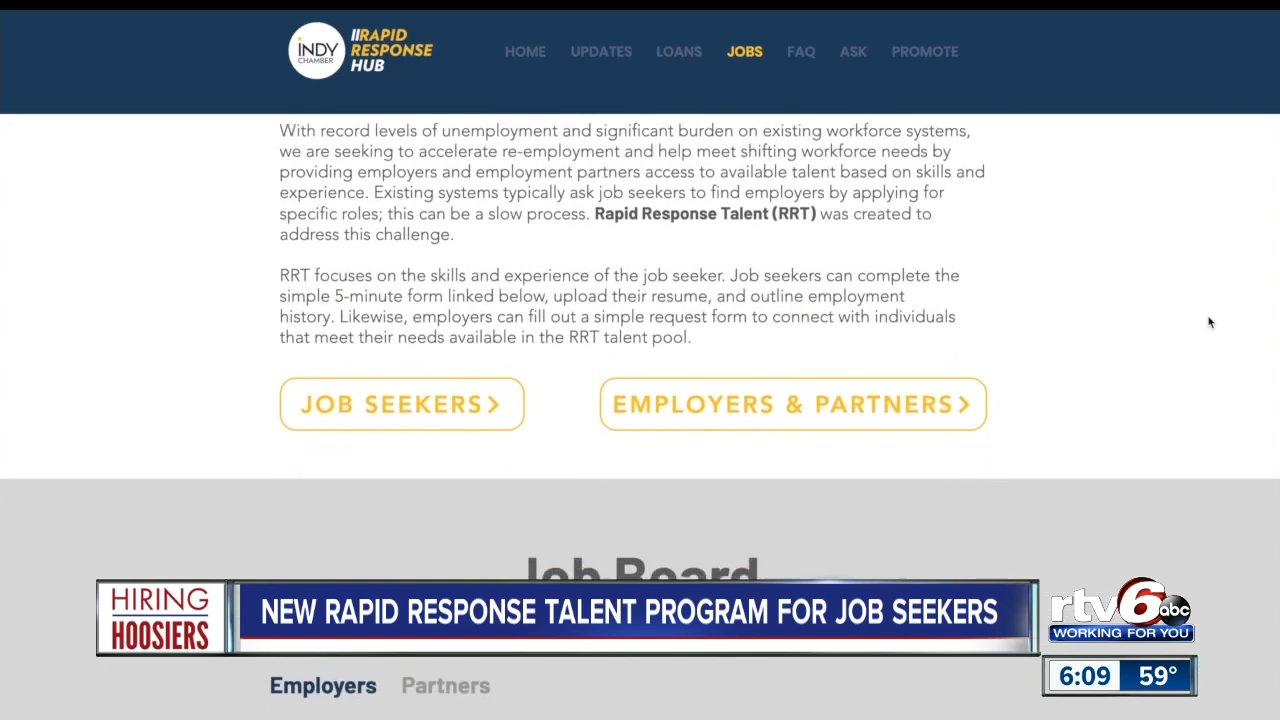 INDY
CHAMBER
//RAPID
RESPONSE
HUB
HOME UPDATES LOANS JOBS FAQ ASK PROMOTE
With record levels of unemployment and significant burden on existing workforce systems,
we are seeking to accelerate re-employment and help meet shifting workforce needs by
providing employers and employment partners access to available talent based on skills and
experience. Existing systems typically ask job seekers to find employers by applying for
specific roles; this can be a slow process. Rapid Response Talent (RRT) was created to
address this challenge.
RRT focuses on the skills and experience of the job seeker. Job seekers can complete the
simple 5-minute form linked below, upload their resume, and outline employment
history. Likewise, employers can fill out a simple request form to connect with individuals
that meet their needs available in the RRT talent pool.
JOB SEEKERS>
EMPLOYERS & PARTNERS>
Job Board
HIRING
HOOSIERS
NEW RAPID RESPONSE TALENT PROGRAM FOR JOB SEEKERS
rtv6 abc
WORKING FOR YOU
6:09 59°
Employers Partners